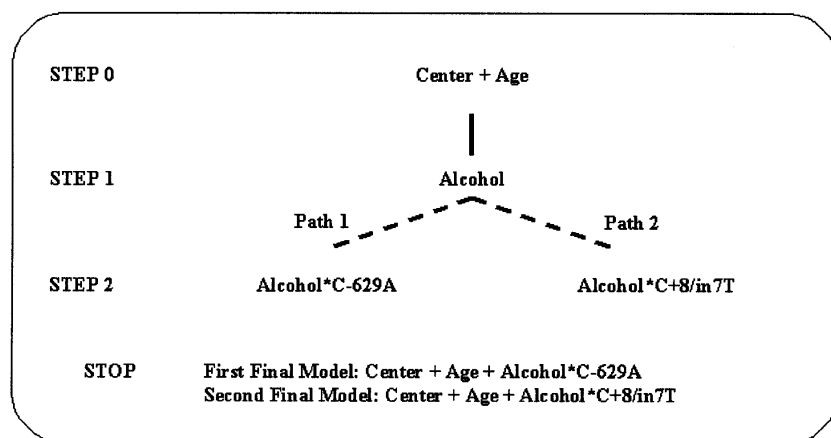 STEP 0 Center + Age
STEP 1 Alcohol
Path 1 Path 2
STEP 2 Alcohol*C-629A Alcohol*C+8/in7T
STOP First Final Model: Center + Age + Alcohol*C-629A
Second Final Model: Center + Age + Alcohol*C+8/in7T